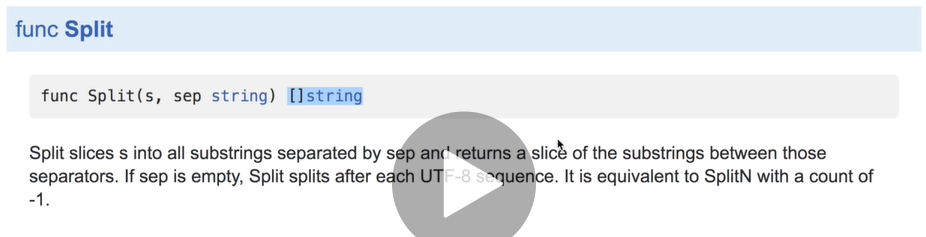 func Split
func Split(s, sep string) []string
Split slices s into all substrings separated by sep and returns a slice of the substrings between those
separators. If sep is empty, Split splits after each UTF-8 sequence. It is equivalent to SplitN with a count of
-1.